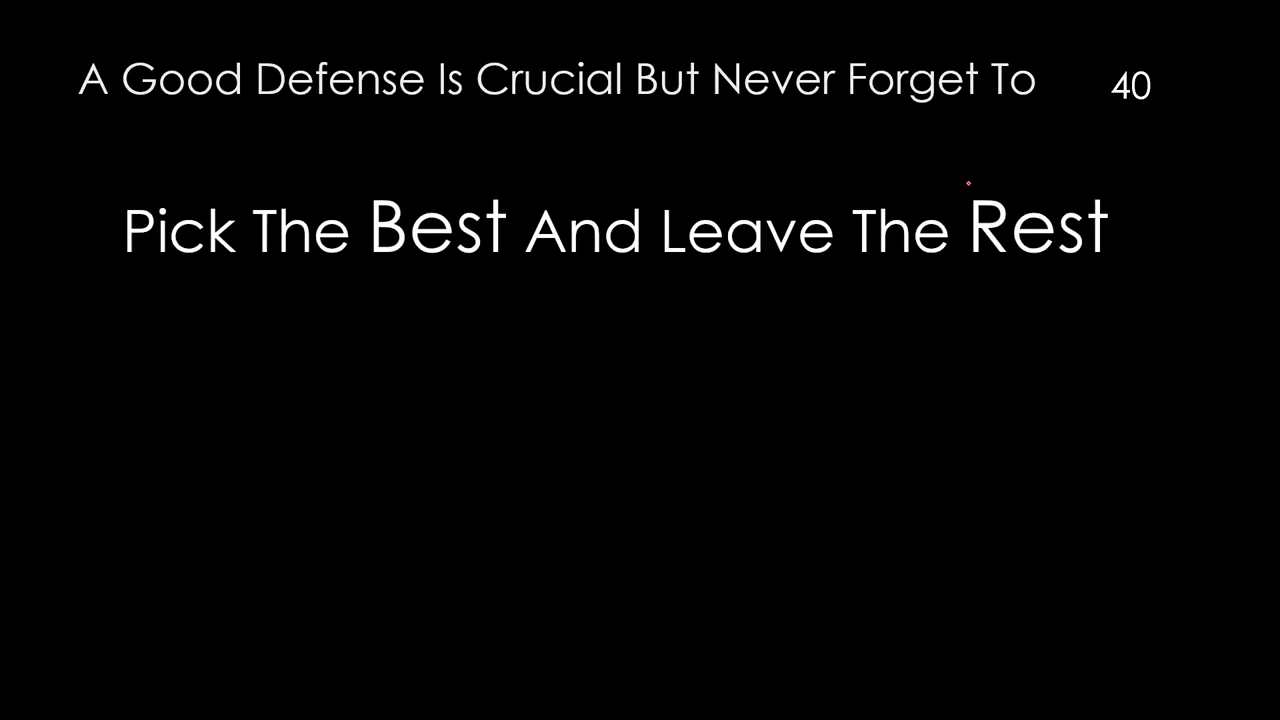 A Good Defense Is Crucial But Never Forget To
40
Pick The Best And Leave The Rest